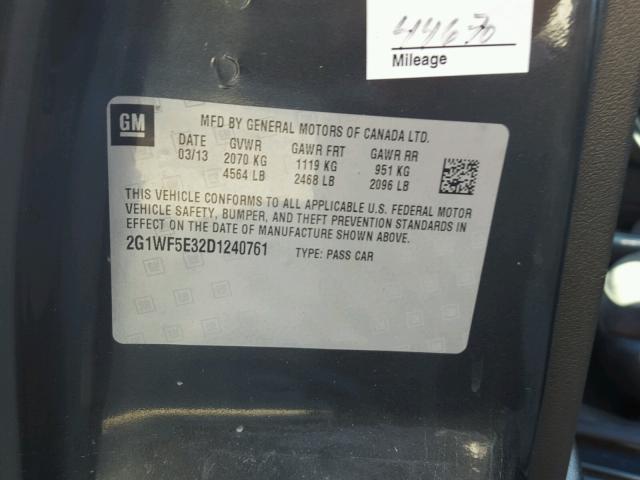 Mileage
GM
MFD BY GENERAL MOTORS OF CANADA LTD.
DATE GVWR GAWR FRT GAWR RR
03/13 2070 KG 1119 KG 951 KG
4564 LB 2468 LB 2096 LB
THIS VEHICLE CONFORMS TO ALL APPLICABLE U.S. FEDERAL MOTOR
VEHICLE SAFETY, BUMPER, AND THEFT PREVENTION STANDARDS IN
EFFECT ON THE DATE OF MANUFACTURE SHOWN ABOVE.
2G1WF5E32D1240761 TYPE: PASS CAR